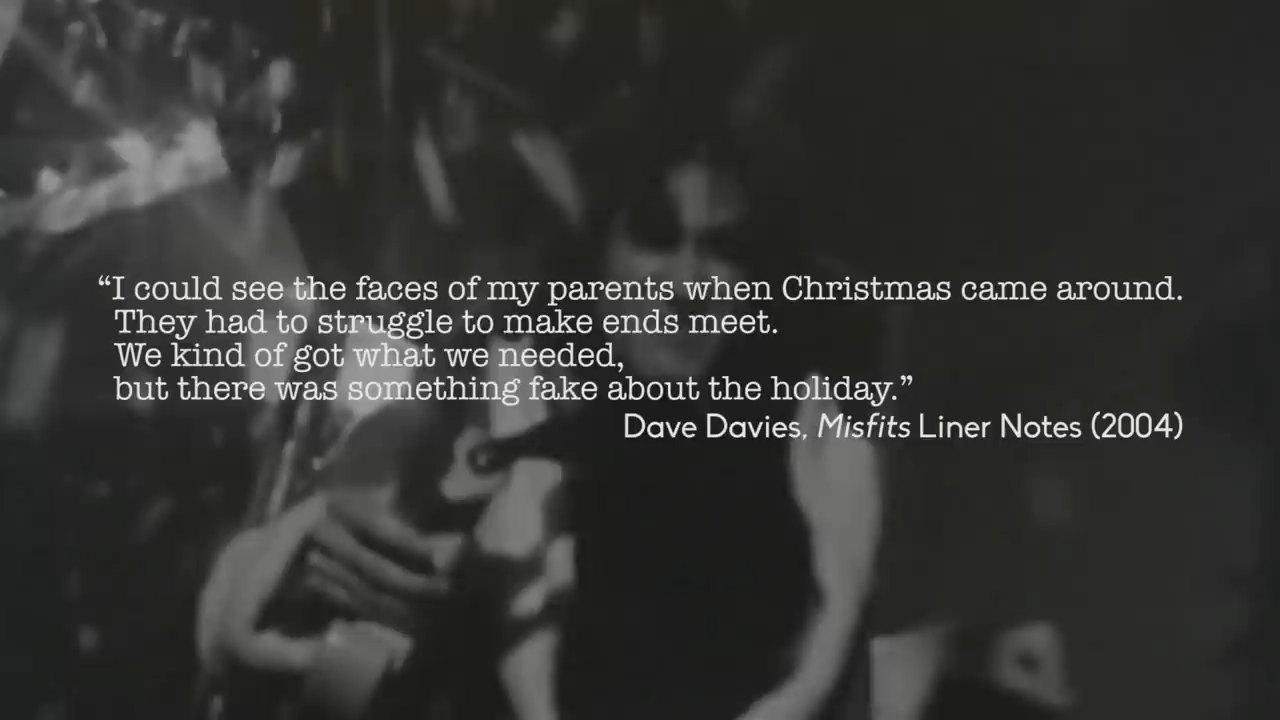 “I could see the faces of my parents when Christmas came around.
They had to struggle to make ends meet.
We kind of got what we needed,
but there was something fake about the holiday.”
Dave Davies, Misfits Liner Notes (2004)